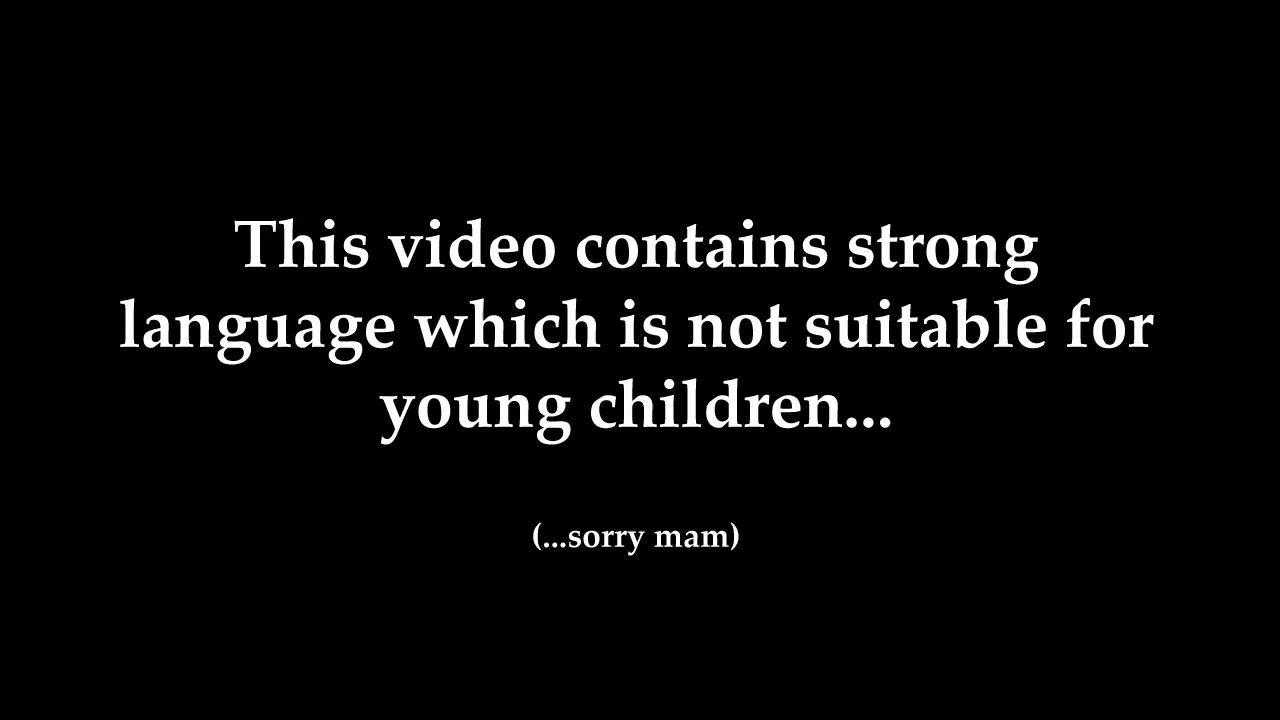 This video contains strong
language which is not suitable for
young children...
(...sorry mam)